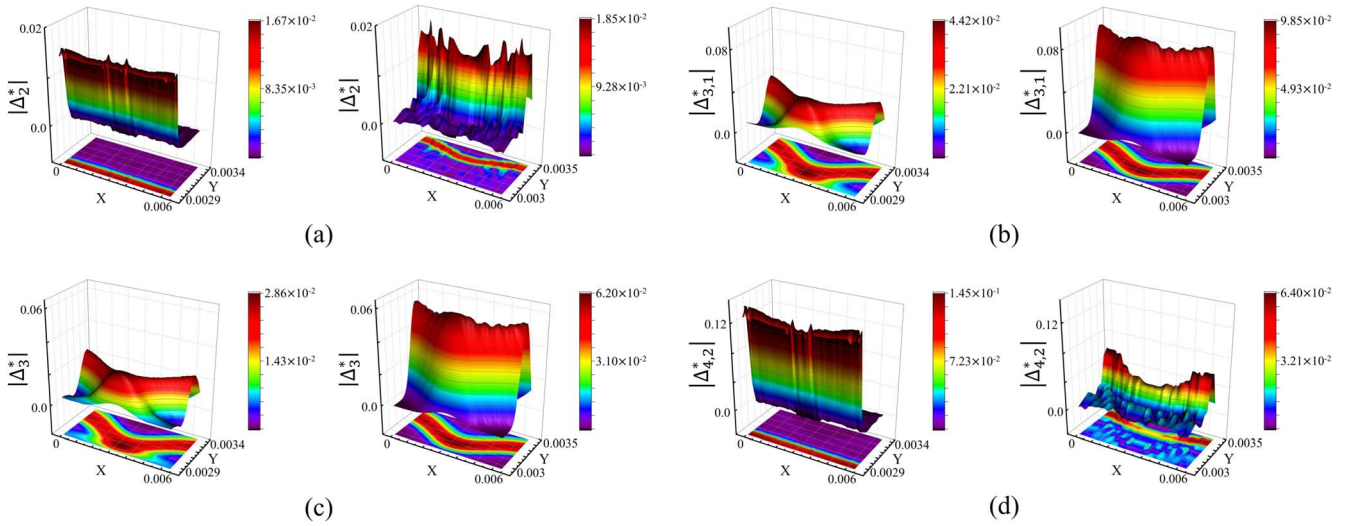 0.02
|Δ*2|
0.0
0
X
0.006
0.0029
Y
0.0034
1.67×10-2
8.35×10-3
0.02
|Δ*2|
0.0
0
X
0.006
0.003
Y
0.0035
1.85×10-2
9.28×10-3
(a)
0.08
|Δ*3,1|
0.0
0
X
0.006
0.0029
Y
0.0034
4.42×10-2
2.21×10-2
0.08
|Δ*3,1|
0.0
0
X
0.006
0.003
Y
0.0035
9.85×10-2
4.93×10-2
(b)
0.06
|Δ*3|
0.0
0
X
0.006
0.0029
Y
0.0034
2.86×10-2
1.43×10-2
0.06
|Δ*3|
0.0
0
X
0.006
0.003
Y
0.0035
6.20×10-2
3.10×10-2
(c)
0.12
|Δ*4,2|
0.0
0
X
0.006
0.0029
Y
0.0034
1.45×10-1
7.23×10-2
0.12
|Δ*4,2|
0.0
0
X
0.006
0.003
Y
0.0035
6.40×10-2
3.21×10-2
(d)